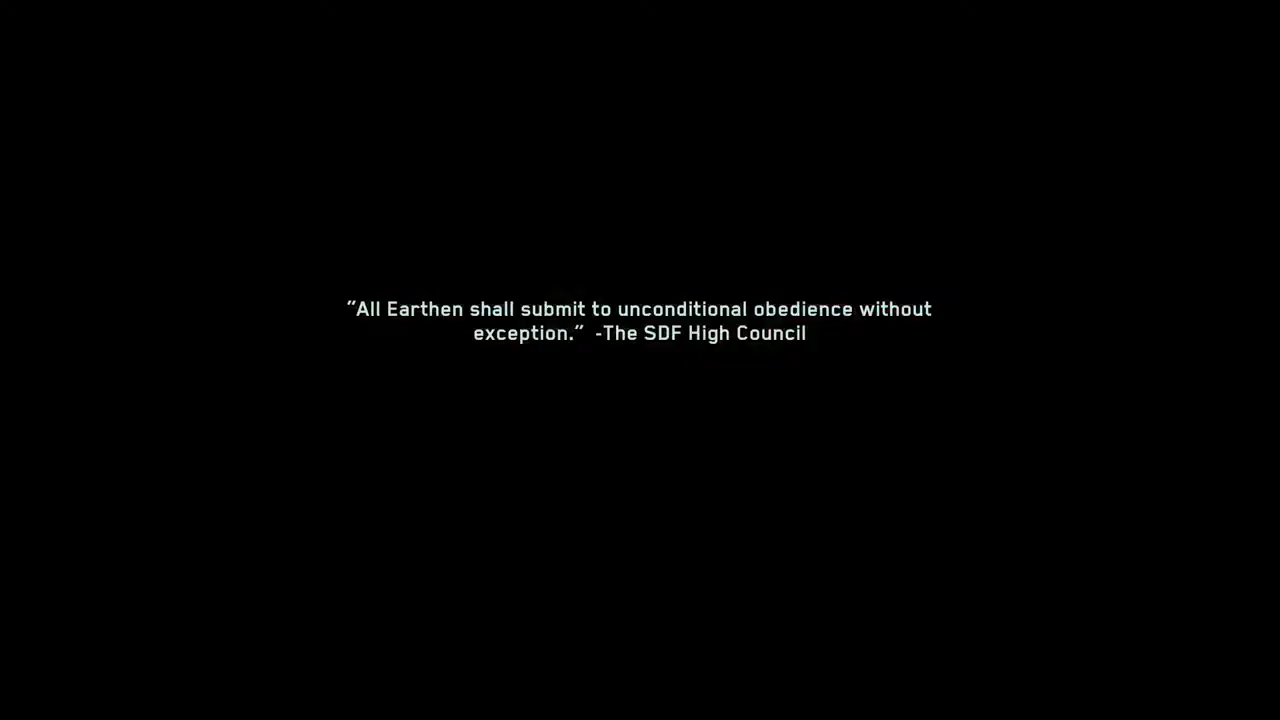 "All Earthen shall submit to unconditional obedience without
exception."  -The SDF High Council